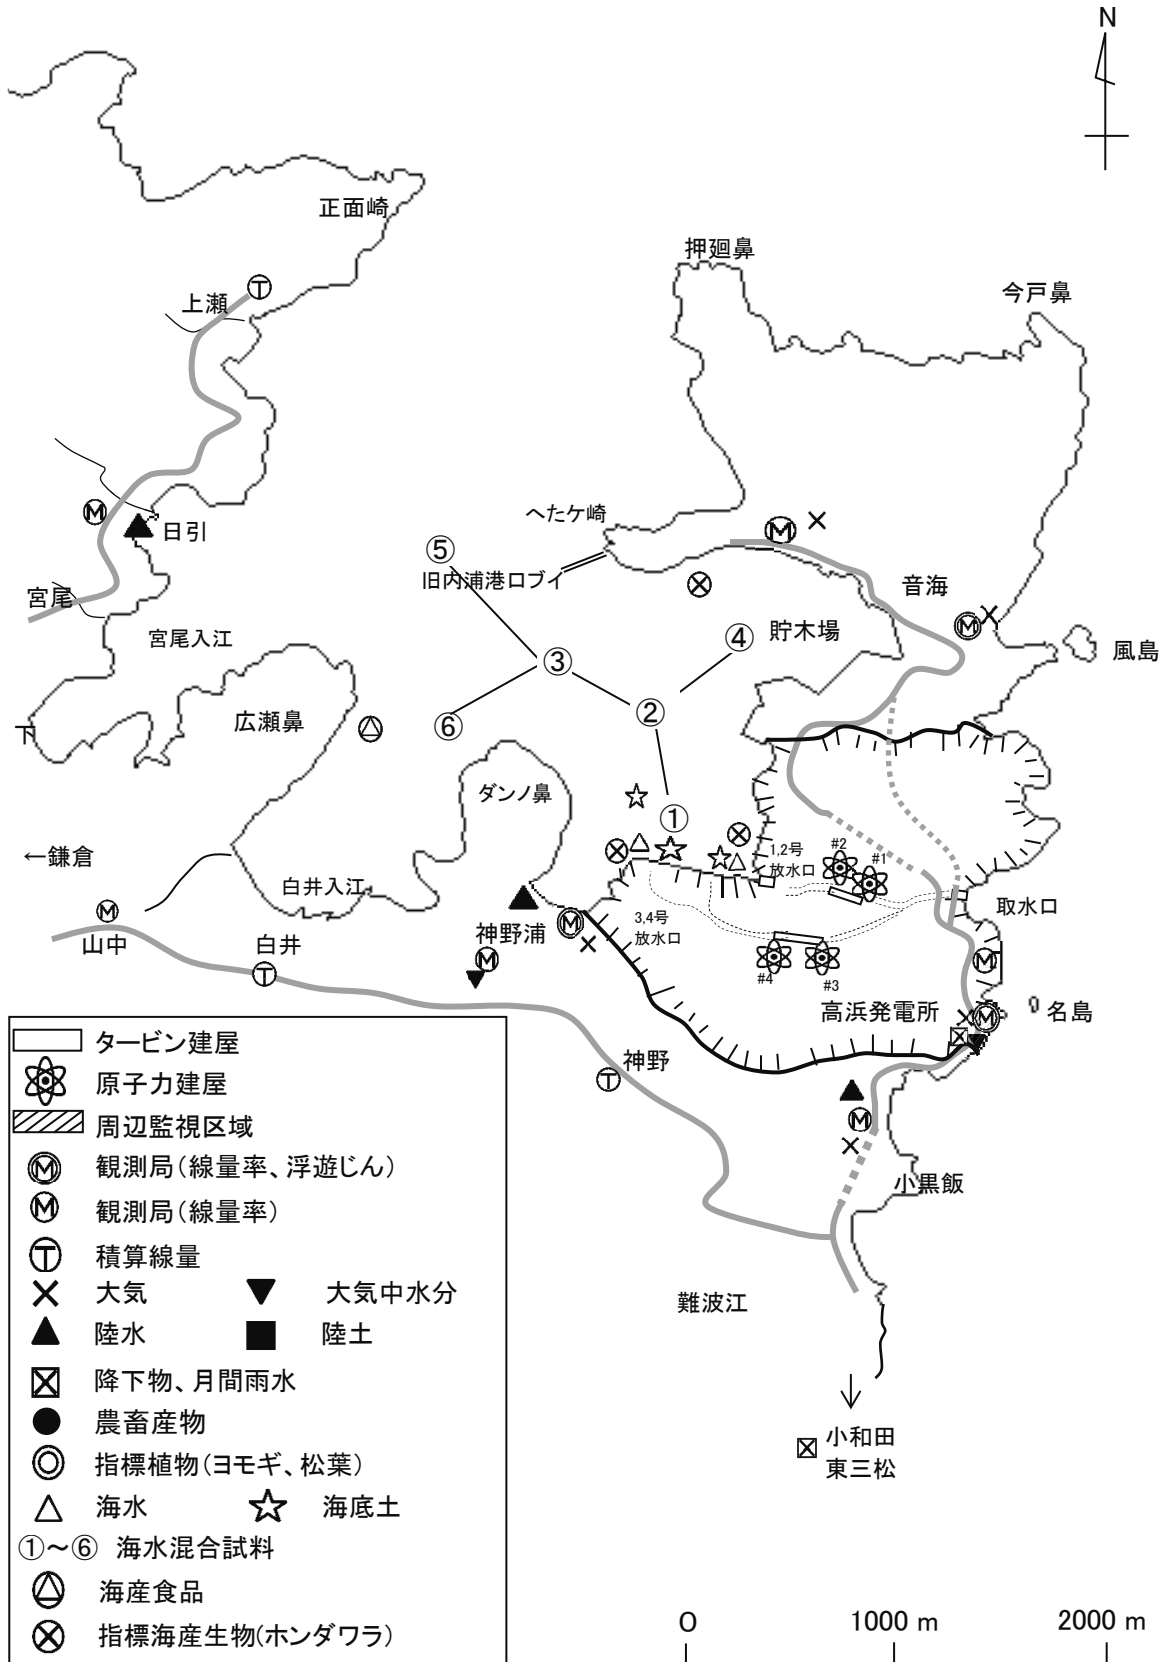 N
正面崎
押廻鼻
今戸鼻
T
上瀬
へたケ崎
M
M
日引
⑤
旧内浦港口ブイ
宮尾
音海
M
④
貯木場
宮尾入江
風島
③
②
広瀬鼻
⑥
下
ダンノ鼻
①
1,2号
放水口
#2
#1
←鎌倉
白井入江
取水口
M
山中
白井
T
神野浦
M
M
3,4号
放水口
#4
#3
M
高浜発電所
M
名島
神野
T
M
小黒飯
難波江
小和田
東三松
タービン建屋
原子力建屋
周辺監視区域
M 観測局(線量率、浮遊じん)
M 観測局(線量率)
T 積算線量
大気 大気中水分
陸水 陸土
降下物、月間雨水
農畜産物
指標植物(ヨモギ、松葉)
海水 海底土
①～⑥ 海水混合試料
海産食品
指標海産生物(ホンダワラ)
O 1000 m 2000 m